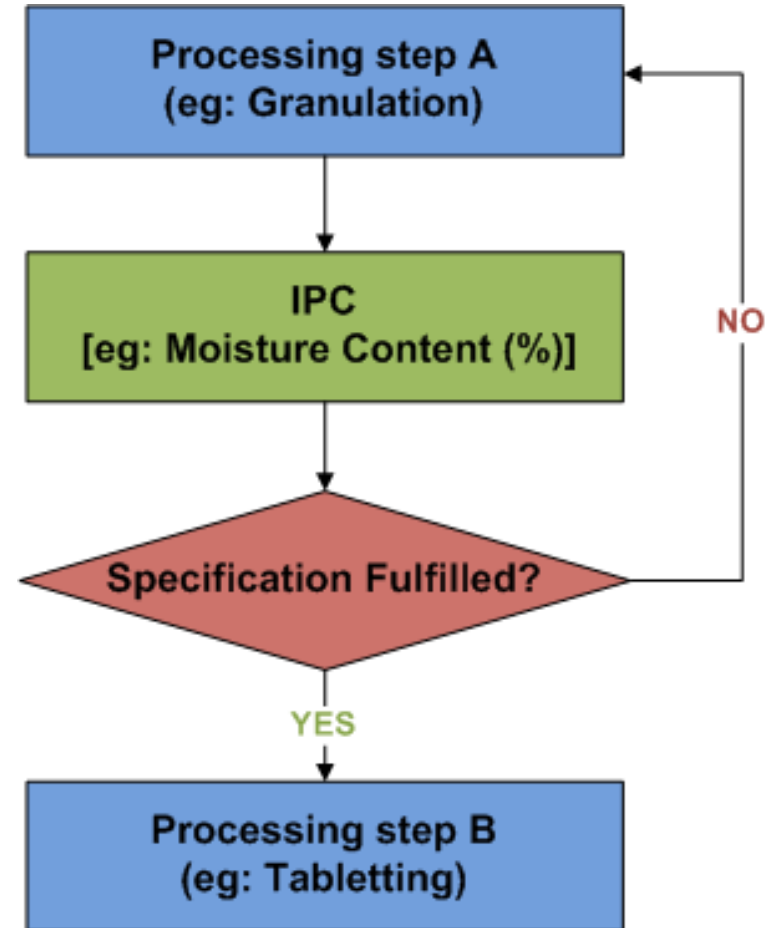 Processing step A
(eg: Granulation)
IPC
[eg: Moisture Content (%)]
NO
Specification Fulfilled?
YES
Processing step B
(eg: Tabletting)